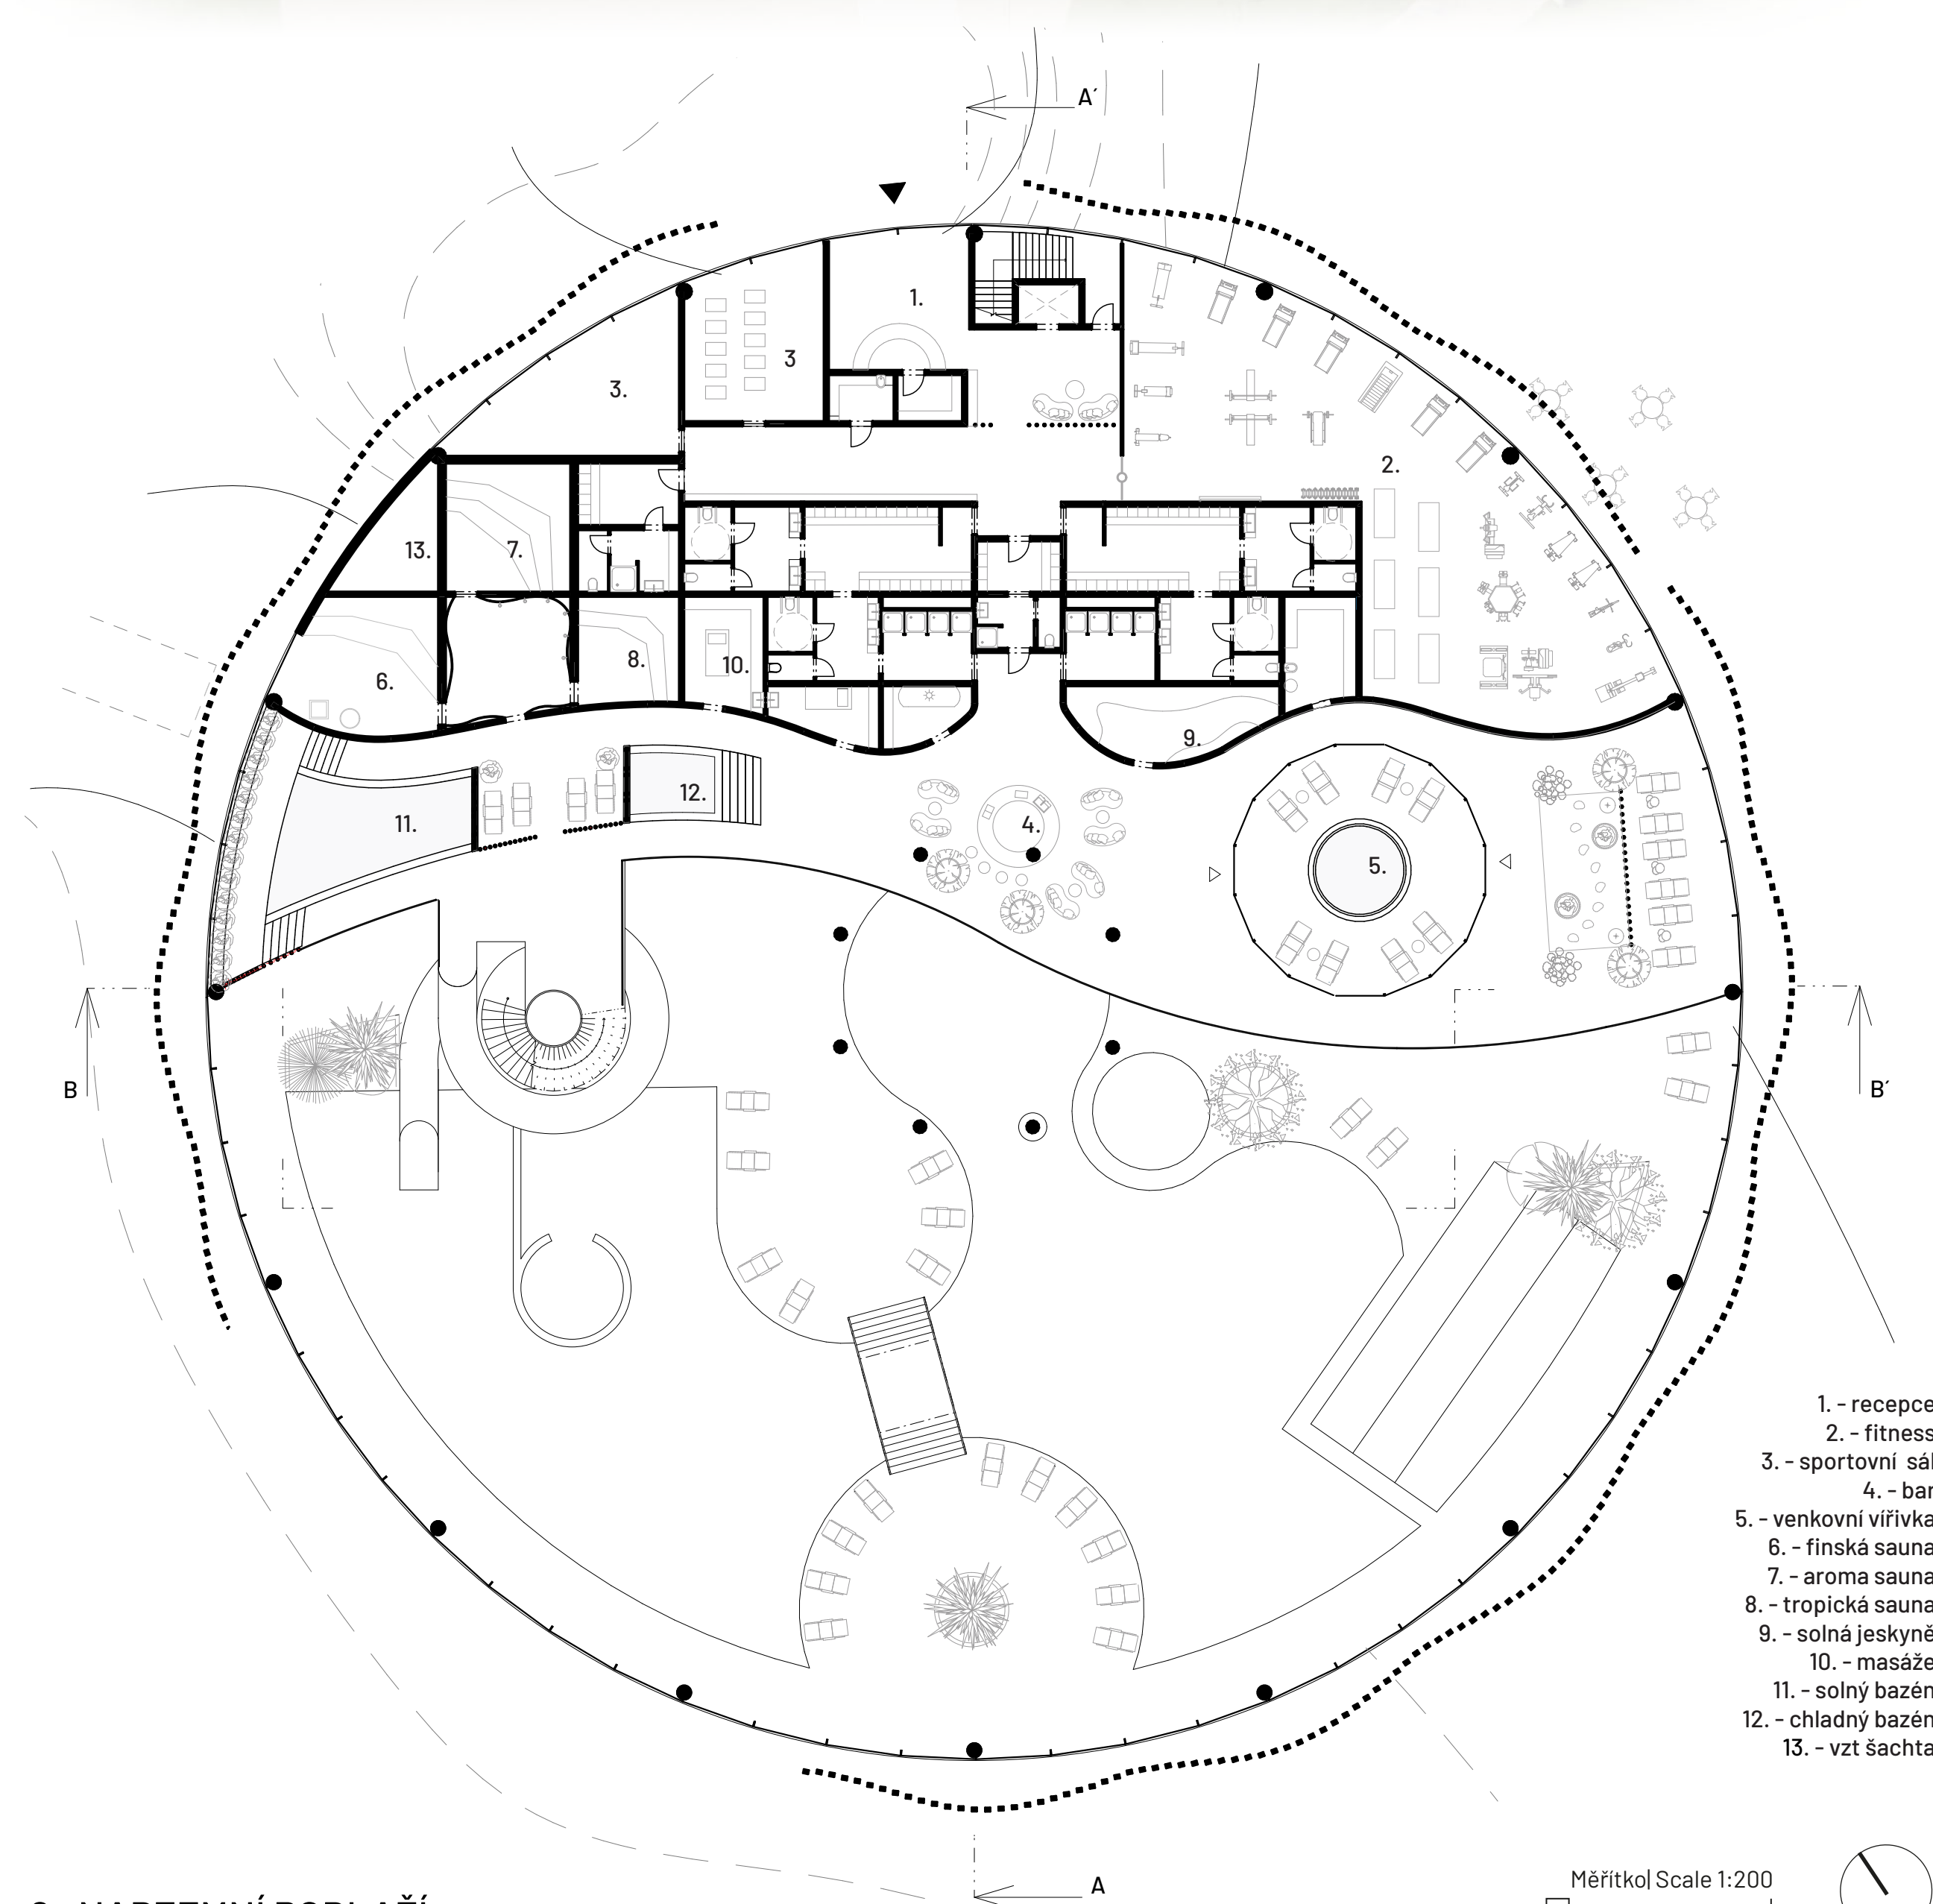 A´
1.
3
3.
2.
13.
7.
8.
10.
6.
9.
12.
11.
4.
5.
B
B´
1. - recepce
2. - fitness
3. - sportovní sál
4. - bar
5. - venkovní vířivka
6. - finská sauna
7. - aroma sauna
8. - tropická sauna
9. - solná jeskyně
10. - masáže
11. - solný bazén
12. - chladný bazén
13. - vzt šachta
A
Měřítko| Scale 1:200